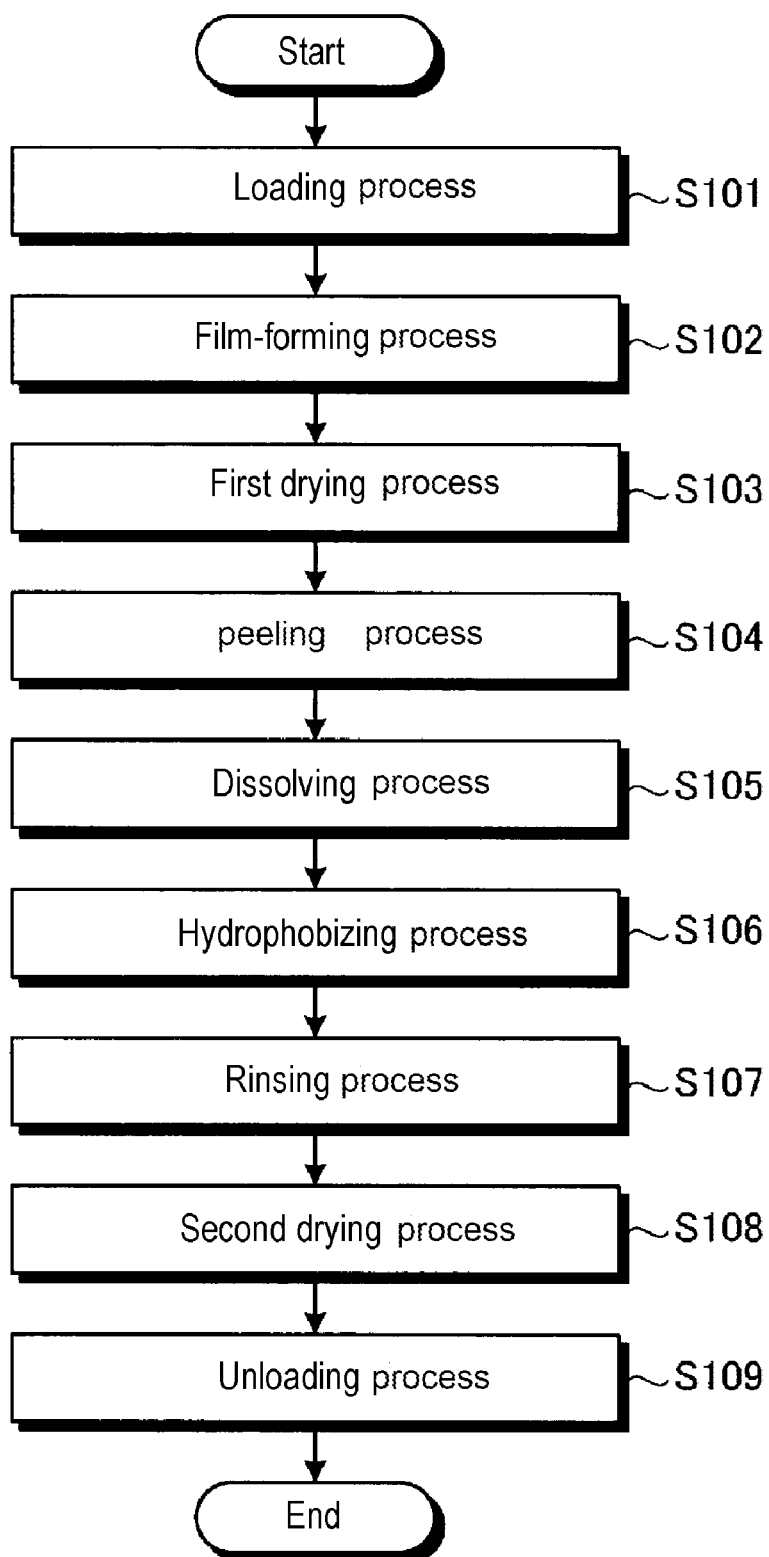 Start
Loading process
S101
Film-forming process
S102
First drying process
S103
peeling process
S104
Dissolving process
S105
Hydrophobizing process
S106
Rinsing process
S107
Second drying process
S108
Unloading process
S109
End